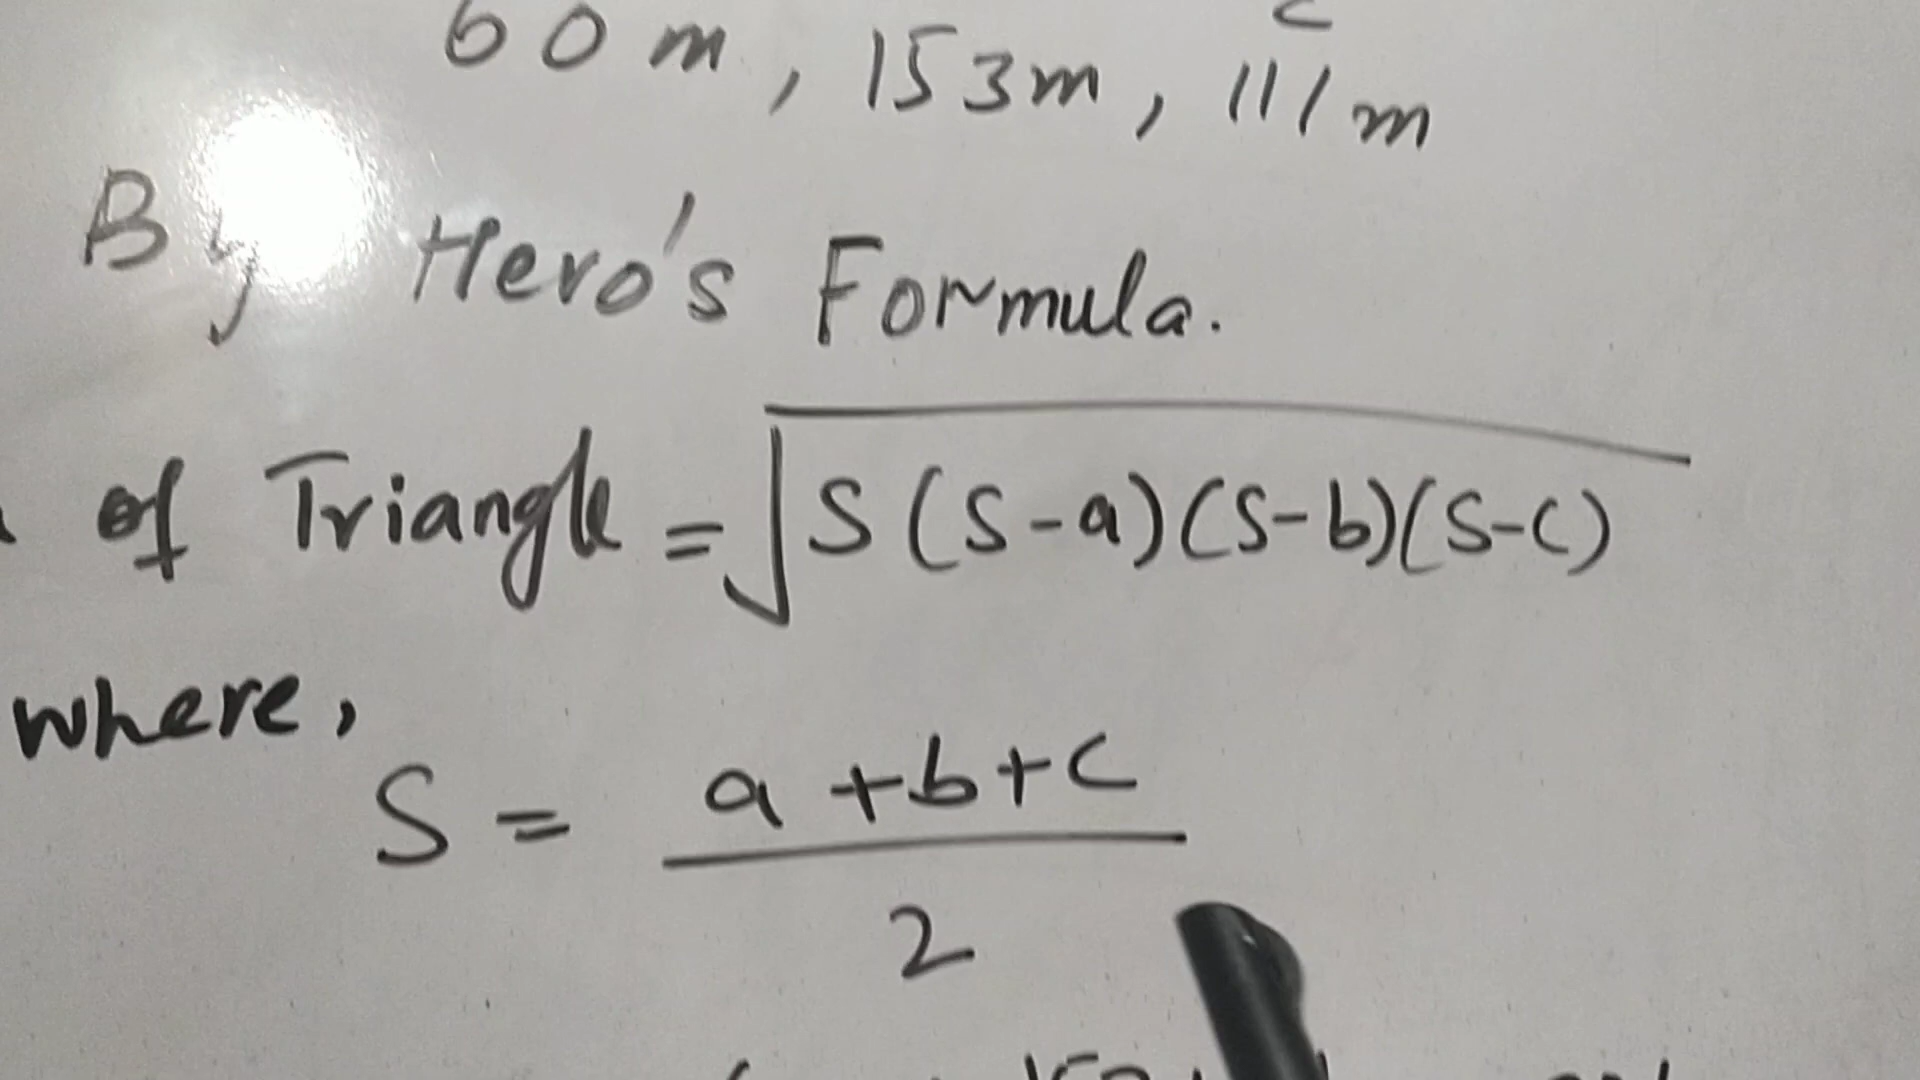 60m, 153m, 111m
By Hero's Formula.
of Triangle = √S(S-a)(S-b)(S-c)
where,
S = a+b+c
2